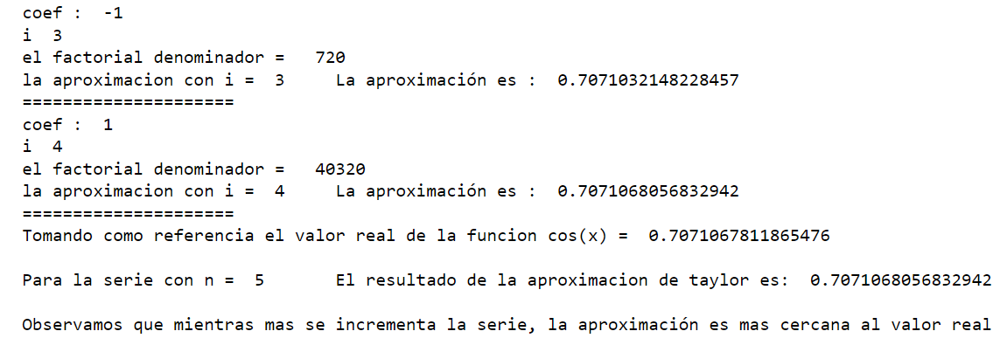 coef :  -1
i  3
el factorial denominador =   720
la aproximacion con i =  3     La aproximación es :  0.7071032148228457
=====================
coef :  1
i  4
el factorial denominador =   40320
la aproximacion con i =  4     La aproximación es :  0.7071068056832942
=====================
Tomando como referencia el valor real de la funcion cos(x) =  0.7071067811865476
Para la serie con n =  5       El resultado de la aproximacion de taylor es:  0.7071068056832942
Observamos que mientras mas se incrementa la serie, la aproximación es mas cercana al valor real